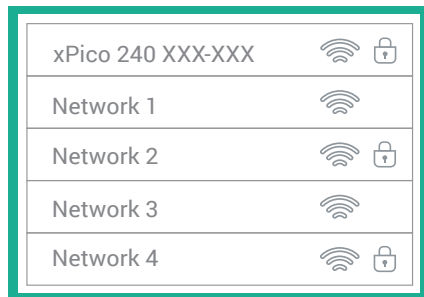 xPico 240 XXX-XXX
Network 1
Network 2
Network 3
Network 4